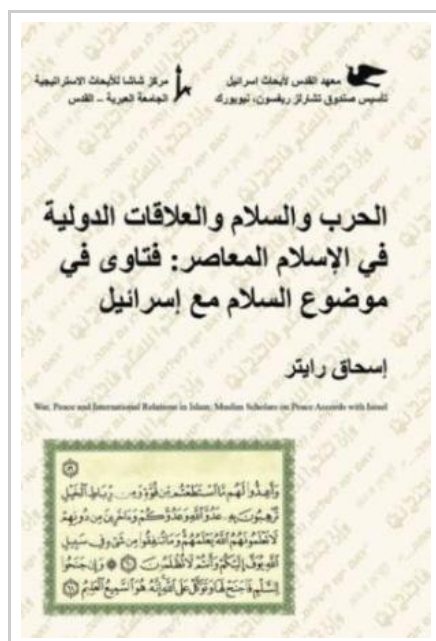 معهد القدس لأبحاث إسرائيل
تأسيس صندوق تشارلز ريفسون، نيويورك
مركز شاشا للأبحاث الاستراتيجية
الجامعة العبرية – القدس
الحرب والسلام والعلاقات الدولية
في الإسلام المعاصر: فتاوى في
موضوع السلام مع إسرائيل
إسحاق رايتر
War, Peace and International Relations in Islam: Muslim Scholars on Peace Accords with Israel
وَأَعِدُّوا لَهُم مَّا اسْتَطَعْتُم مِّن قُوَّةٍ وَمِن رِّبَاطِ الْخَيْلِ
تُرْهِبُونَ بِهِ عَدُوَّ اللَّهِ وَعَدُوَّكُمْ وَآخَرِينَ مِن دُونِهِمْ
لَا تَعْلَمُونَهُمُ اللَّهُ يَعْلَمُهُمْ وَمَا تُنفِقُوا مِن شَيْءٍ فِي سَبِيلِ
اللَّهِ يُوَفَّ إِلَيْكُمْ وَأَنتُمْ لَا تُظْلَمُونَ ۞ وَإِن جَنَحُوا
لِلسَّلْمِ فَاجْنَحْ لَهَا وَتَوَكَّلْ عَلَى اللَّهِ إِنَّهُ هُوَ السَّمِيعُ الْعَلِيمُ